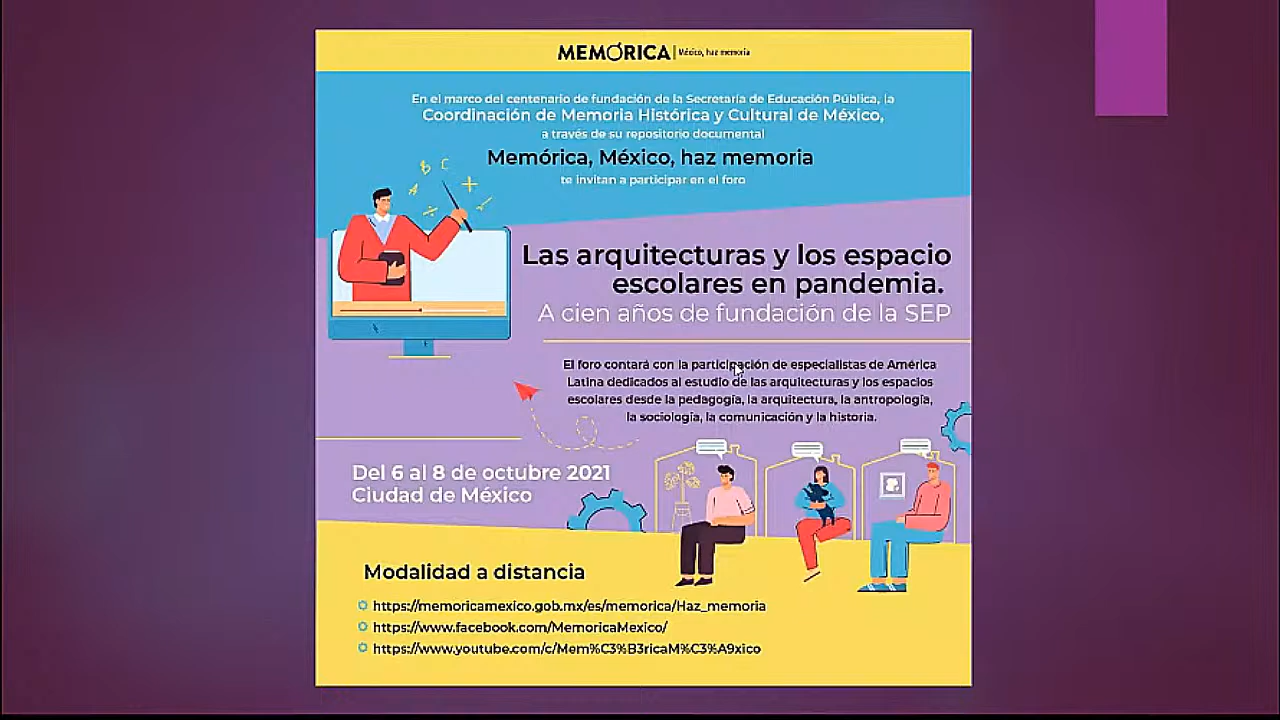 MEMÓRICA México, haz memoria
En el marco del centenario de fundación de la Secretaría de Educación Pública, la
Coordinación de Memoria Histórica y Cultural de México,
a través de su repositorio documental
Memórica, México, haz memoria
te invitan a participar en el foro
A B C
Las arquitecturas y los espacio
escolares en pandemia.
A cien años de fundación de la SEP
El foro contará con la participación de especialistas de América
Latina dedicados al estudio de las arquitecturas y los espacios
escolares desde la pedagogía, la arquitectura, la antropología,
la sociología, la comunicación y la historia.
Del 6 al 8 de octubre 2021
Ciudad de México
Modalidad a distancia
https://memoricamexico.gob.mx/es/memorica/Haz_memoria
https://www.facebook.com/MemoricaMexico/
https://www.youtube.com/c/Mem%C3%B3ricaM%C3%A9xico